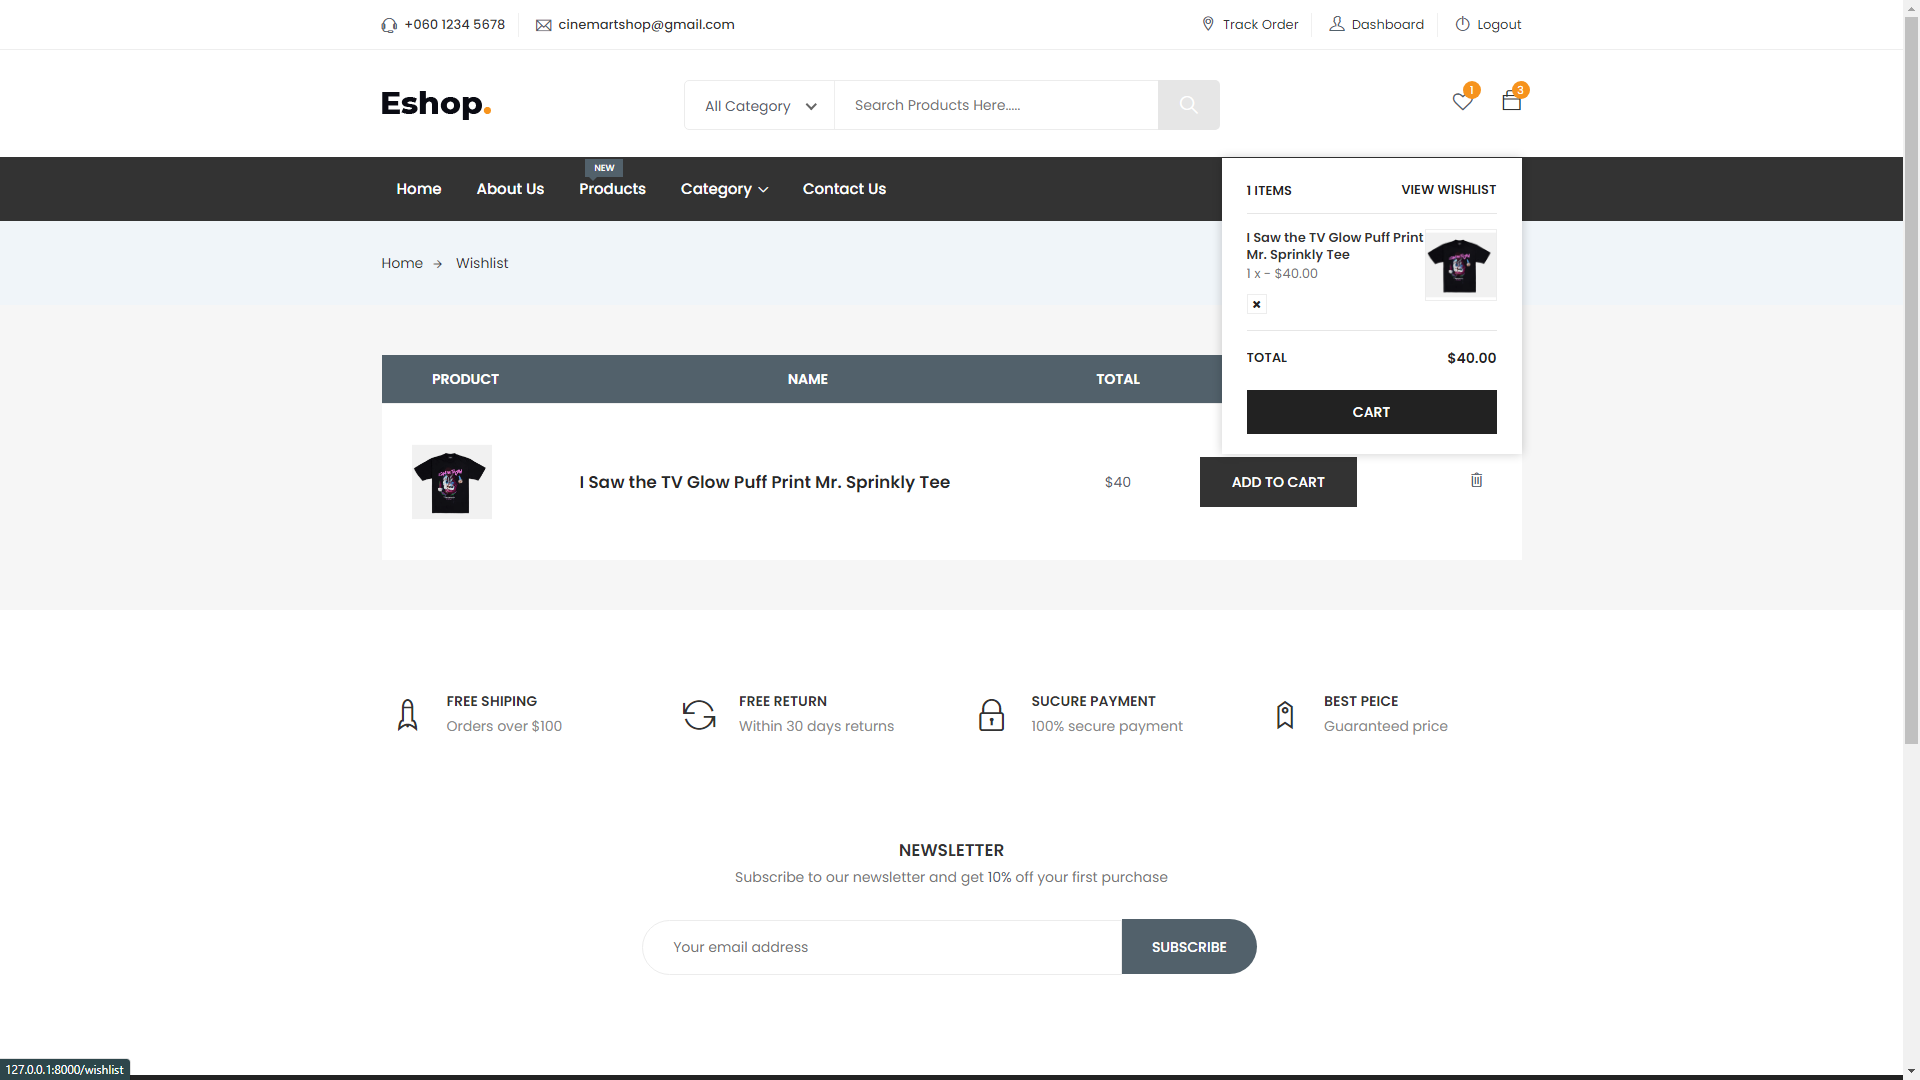 +060 1234 5678
cinemartshop@gmail.com
Track Order
Dashboard
Logout
Eshop.
All Category
Search Products Here.....
1
3
Home
About Us
NEW
Products
Category
Contact Us
1 ITEMS
VIEW WISHLIST
I Saw the TV Glow Puff Print
Mr. Sprinkly Tee
1 x - $40.00
TOTAL
$40.00
CART
Home
Wishlist
PRODUCT
NAME
TOTAL
I Saw the TV Glow Puff Print Mr. Sprinkly Tee
$40
ADD TO CART
FREE SHIPING
Orders over $100
FREE RETURN
Within 30 days returns
SUCURE PAYMENT
100% secure payment
BEST PEICE
Guaranteed price
NEWSLETTER
Subscribe to our newsletter and get 10% off your first purchase
Your email address
SUBSCRIBE
127.0.0.1:8000/wishlist